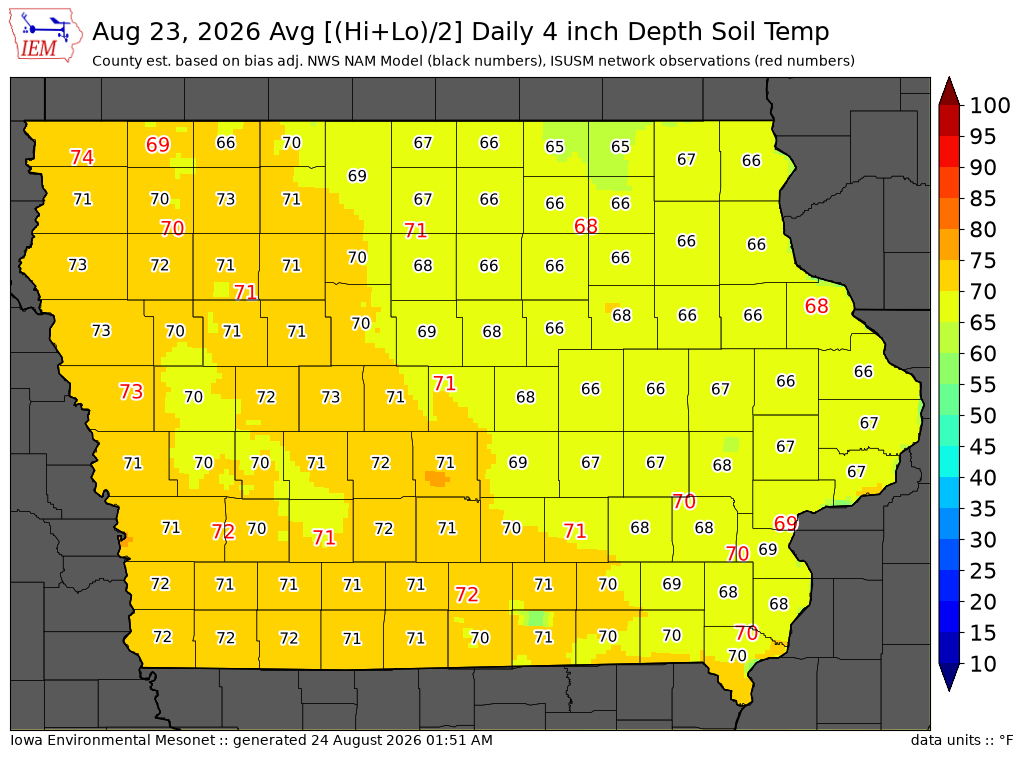 IEM
Aug 23, 2026 Avg [(Hi+Lo)/2] Daily 4 inch Depth Soil Temp
County est. based on bias adj. NWS NAM Model (black numbers), ISUSM network observations (red numbers)
74 69 66 70 67 66 65 65 67 66
69
71 70 73 71 67 66 66 66
70 71 68
73 72 71 71 70 68 66 66 66 66 66
71 68
73 70 71 71 70 69 68 66 68 66 66
73 70 72 73 71 71 68 66 66 67 66 66
67
71 70 70 71 72 71 69 67 67 68 67 67
70
71 72 70 71 72 71 70 71 68 68 69
70 69
72 71 71 71 71 72 71 70 69 68 68
72 72 72 71 71 70 71 70 70 70
70
100
95
90
85
80
75
70
65
60
55
50
45
40
35
30
25
20
15
10
Iowa Environmental Mesonet :: generated 24 August 2026 01:51 AM
data units :: °F